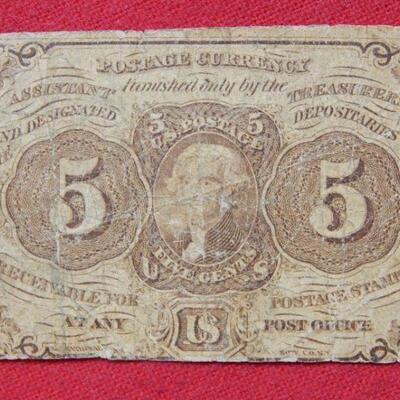 POSTAGE CURRENCY
furnished only by the
ASSISTANT TREASURERS
AND DESIGNATED DEPOSITARIES
5 5
U.S. POSTAGE
5 5
FIVE CENTS
U S
RECEIVABLE FOR POSTAGE STAMPS
AT ANY US POST OFFICE
NATIONAL